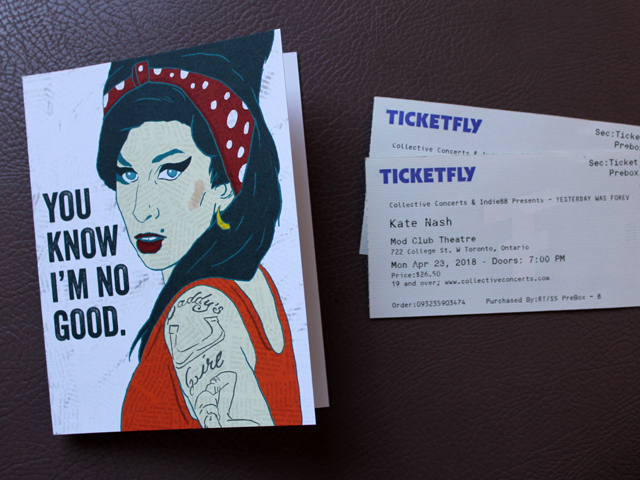 YOU
KNOW
I'M NO
GOOD.
Daddy's
Girl
TICKETFLY
Sec:Ticket
Collective Concerts &
Prebox
TICKETFLY
Sec:Ticket
Prebox
Collective Concerts & Indie88 Presents - YESTERDAY WAS FOREV
Kate Nash
Mod Club Theatre
722 College St. W Toronto, Ontario
Mon Apr 23, 2018 - Doors: 7:00 PM
Price:$26.50
19 and over; www.collectiveconcerts.com
Order:093235903474 Purchased By:RT/SS PreBox - 8